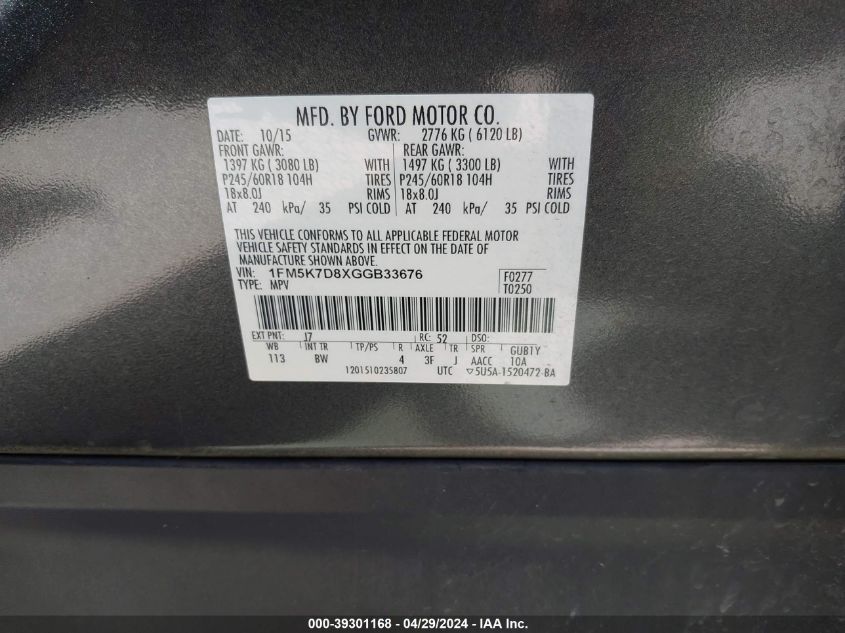 MFD. BY FORD MOTOR CO.
DATE: 10/15 GVWR: 2776 KG ( 6120 LB)
FRONT GAWR: REAR GAWR:
1397 KG ( 3080 LB) WITH 1497 KG ( 3300 LB) WITH
P245/60R18 104H TIRES P245/60R18 104H TIRES
18x8.0J RIMS 18x8.0J RIMS
AT 240 kPa/ 35 PSI COLD AT 240 kPa/ 35 PSI COLD
THIS VEHICLE CONFORMS TO ALL APPLICABLE FEDERAL MOTOR
VEHICLE SAFETY STANDARDS IN EFFECT ON THE DATE OF
MANUFACTURE SHOWN ABOVE.
VIN: 1FM5K7D8XGGB33676 F0277
TYPE: MPV T0250
EXT PNT: J7 RC: 52 DSO:
WB INT TR TP/PS R AXLE TR SPR GUBTY
113 BW 4 3F J AACC 10A
1201510235807 UTC ▽5U5A-1520472-BA
000-39301168 - 04/29/2024 - IAA Inc.